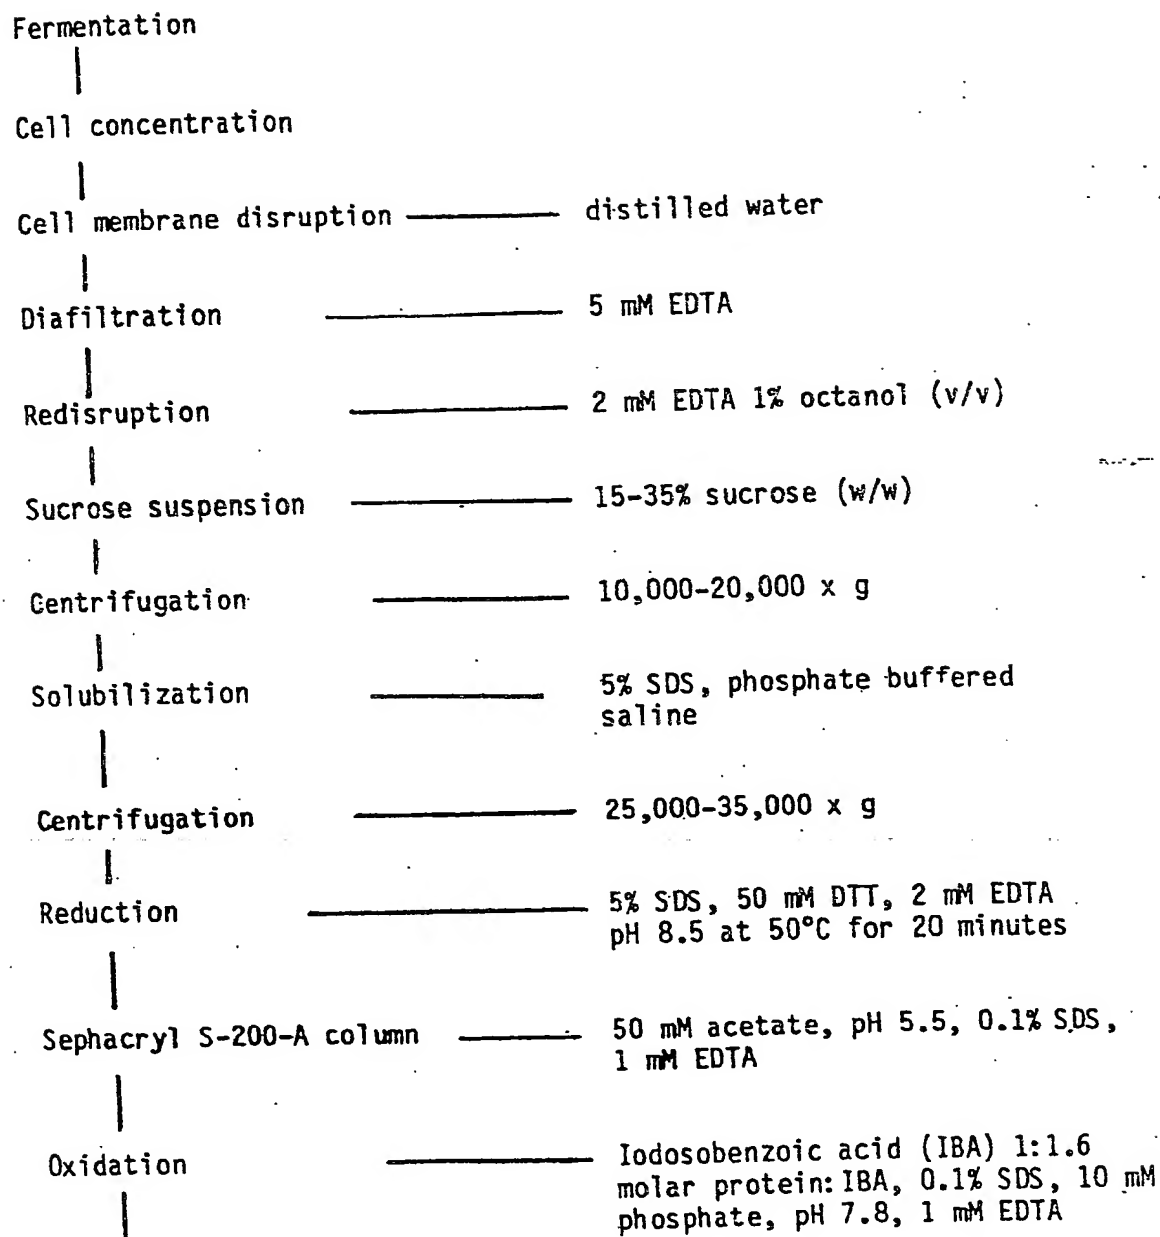 Fermentation
Cell concentration
Cell membrane disruption distilled water
Diafiltration 5 mM EDTA
Redisruption 2 mM EDTA 1% octanol (v/v)
Sucrose suspension 15-35% sucrose (w/w)
Centrifugation 10,000-20,000 x g
Solubilization 5% SDS, phosphate buffered
saline
Centrifugation 25,000-35,000 x g
Reduction 5% SDS, 50 mM DTT, 2 mM EDTA
pH 8.5 at 50°C for 20 minutes
Sephacryl S-200-A column 50 mM acetate, pH 5.5, 0.1% SDS,
1 mM EDTA
Oxidation Iodosobenzoic acid (IBA) 1:1.6
molar protein:IBA, 0.1% SDS, 10 mM
phosphate, pH 7.8, 1 mM EDTA